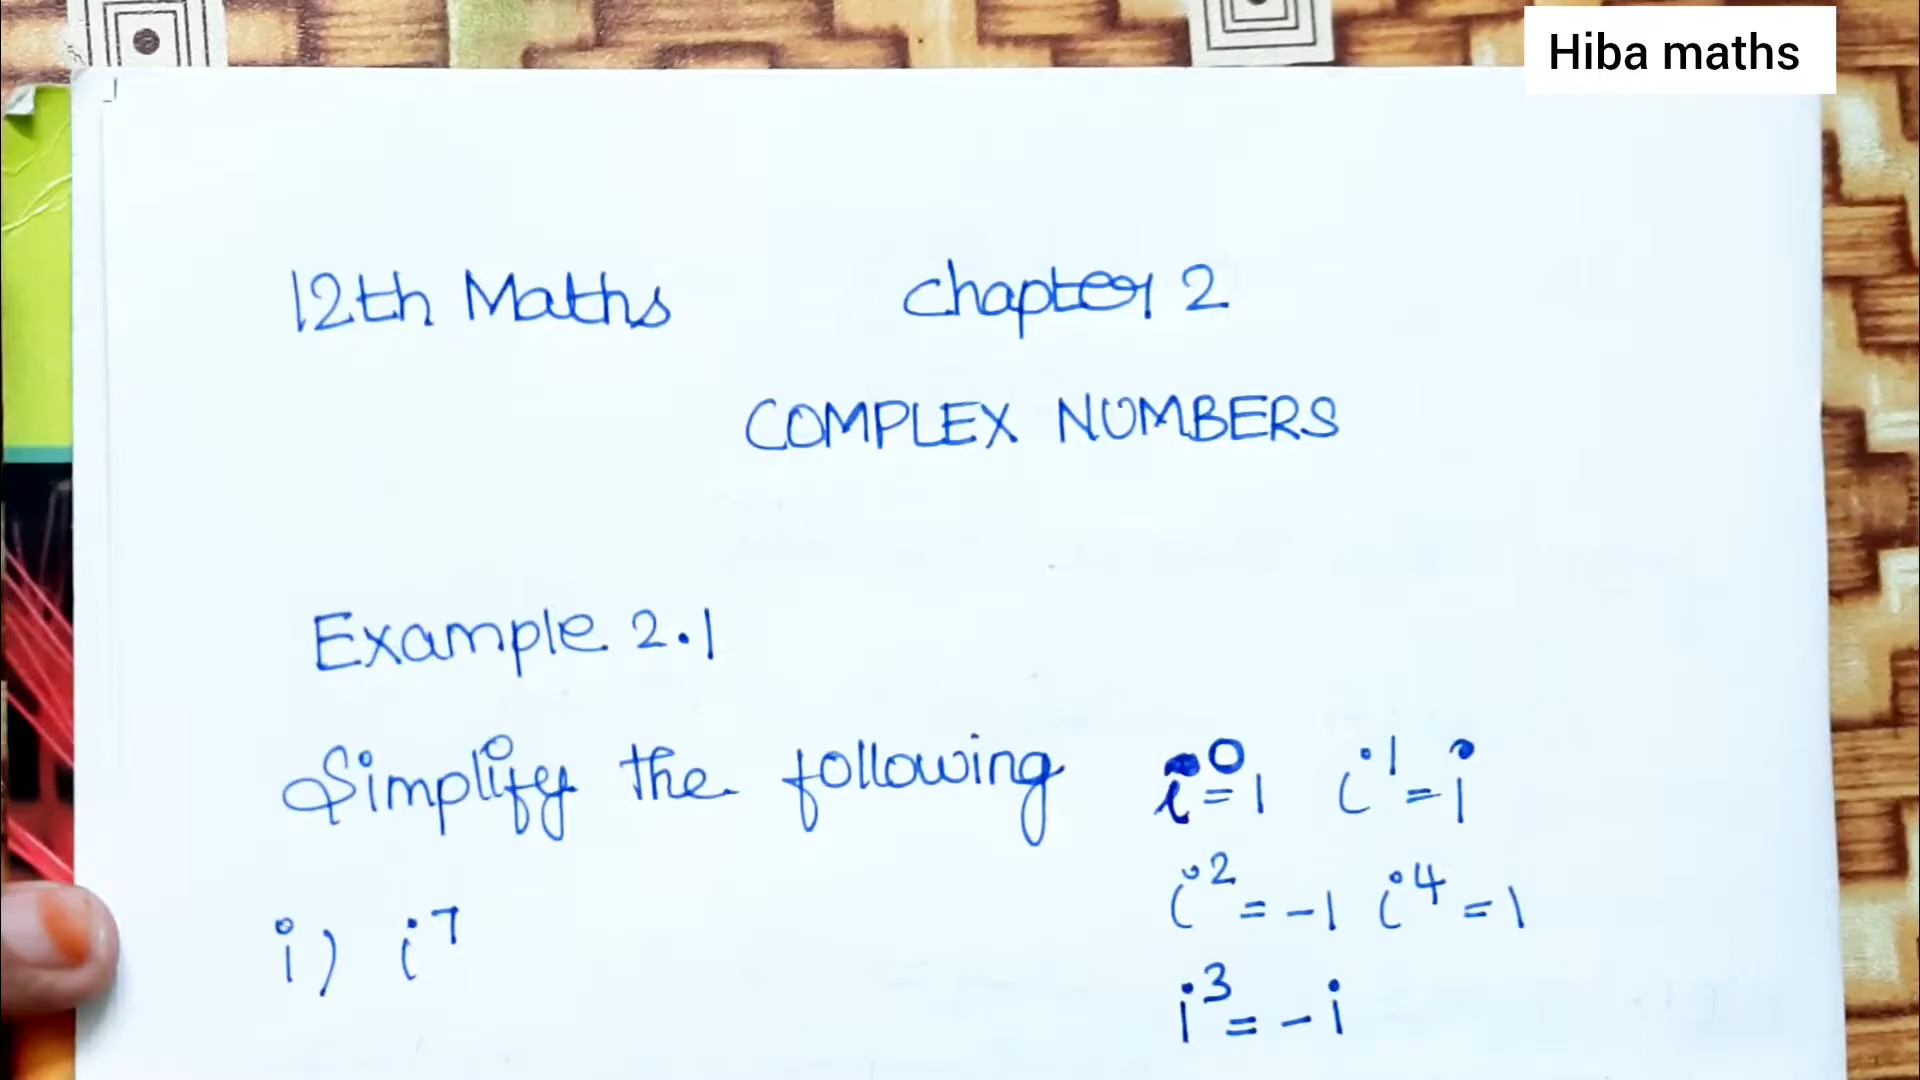 Hiba maths
12th Maths chapter 2
COMPLEX NUMBERS
Example 2.1
Simplify the following i⁰=1 i¹=i
i²=-1 i⁴=1
i) i⁷
i³=-i